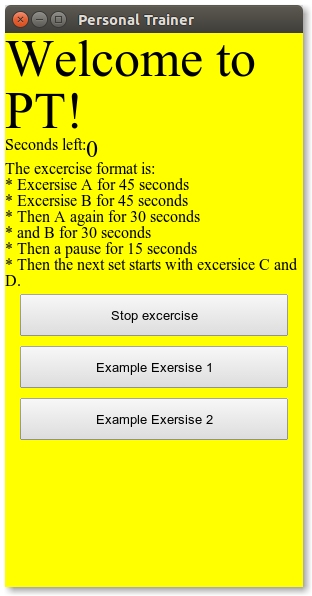 Personal Trainer
Welcome to
PT!
Seconds left:0
The excercise format is:
* Excersise A for 45 seconds
* Excersise B for 45 seconds
* Then A again for 30 seconds
* and B for 30 seconds
* Then a pause for 15 seconds
* Then the next set starts with excersice C and
D.
Stop excercise
Example Exersise 1
Example Exersise 2